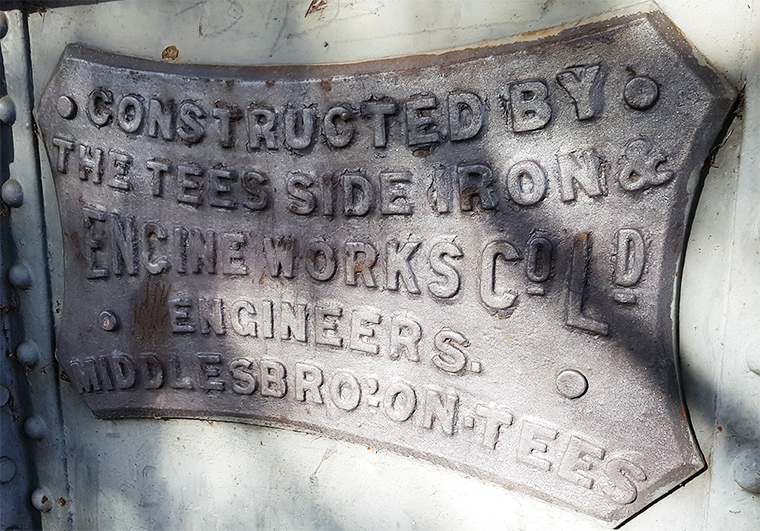 CONSTRUCTED BY
THE TEES SIDE IRON &
ENGINE WORKS Cº Lᴰ
ENGINEERS.
MIDDLESBRO':ON-TEES